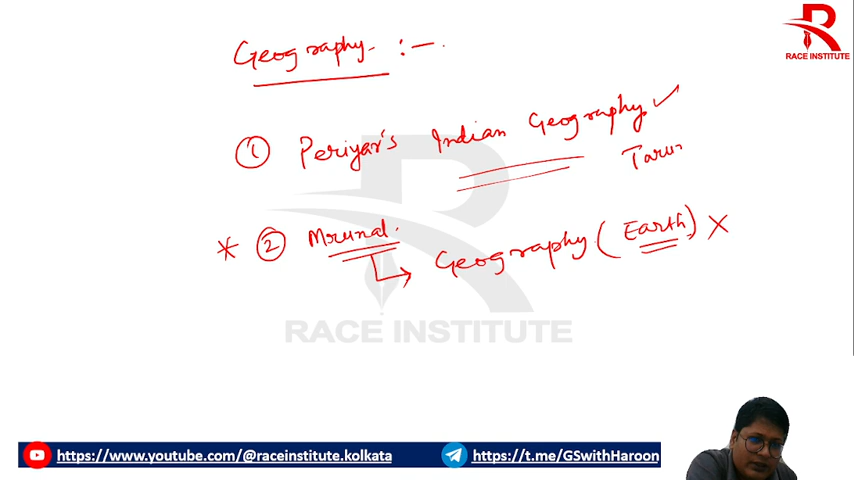 RACE INSTITUTE
Geography :-
① Periyar's Indian Geography ✓
Taru
* ② Mrunal.
Geography (Earth) ×
RACE INSTITUTE
https://www.youtube.com/@raceinstitute.kolkata
https://t.me/GSwithHaroon